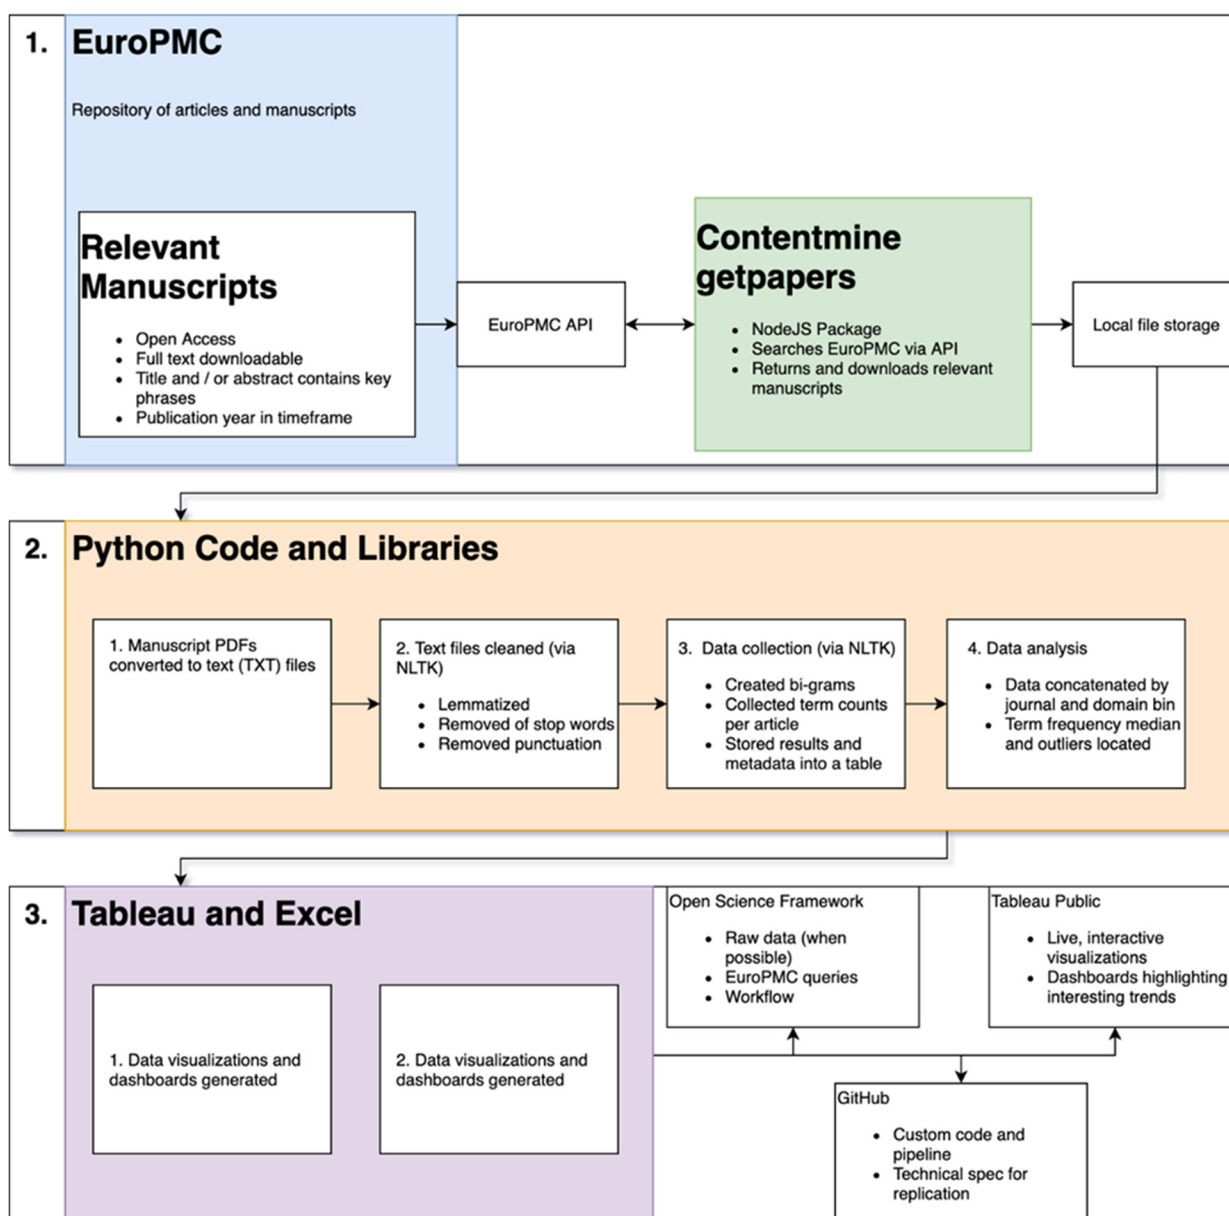 1.
EuroPMC
Repository of articles and manuscripts
Relevant
Manuscripts
• Open Access
• Full text downloadable
• Title and / or abstract contains key
phrases
• Publication year in timeframe
EuroPMC API
Contentmine
getpapers
• NodeJS Package
• Searches EuroPMC via API
• Returns and downloads relevant
manuscripts
Local file storage
2.
Python Code and Libraries
1. Manuscript PDFs
converted to text (TXT) files
2. Text files cleaned (via
NLTK)
• Lemmatized
• Removed of stop words
• Removed punctuation
3. Data collection (via NLTK)
• Created bi-grams
• Collected term counts
per article
• Stored results and
metadata into a table
4. Data analysis
• Data concatenated by
journal and domain bin
• Term frequency median
and outliers located
3.
Tableau and Excel
1. Data visualizations and
dashboards generated
2. Data visualizations and
dashboards generated
Open Science Framework
• Raw data (when
possible)
• EuroPMC queries
• Workflow
Tableau Public
• Live, interactive
visualizations
• Dashboards highlighting
interesting trends
GitHub
• Custom code and
pipeline
• Technical spec for
replication